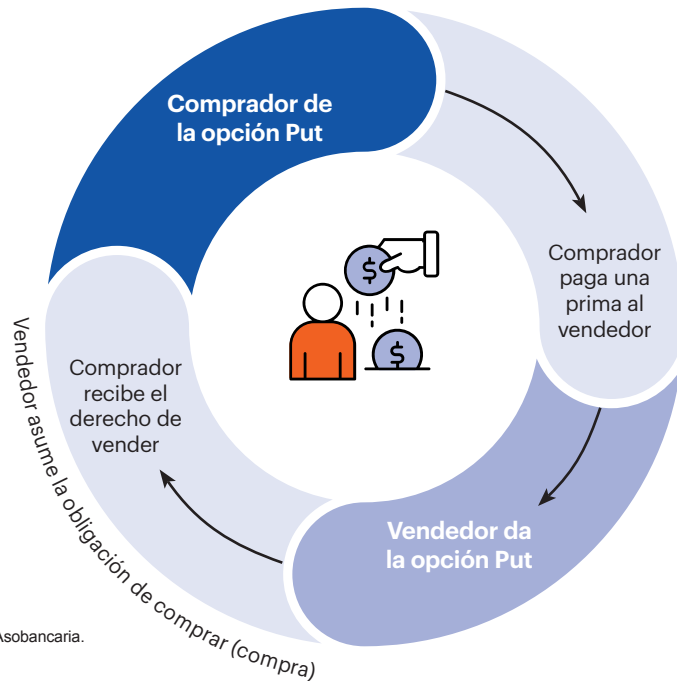 Comprador de
la opción Put
Comprador
paga una
prima al
vendedor
Vendedor da
la opción Put
Comprador
recibe el
derecho de
vender
Vendedor asume la obligación de comprar (compra)
$
$
Asobancaria.